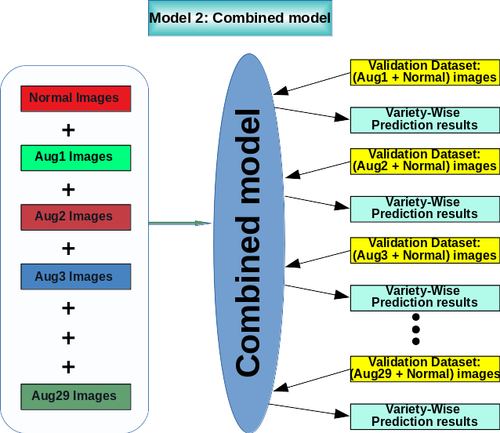 Model 2: Combined model
Normal Images
+
Aug1 Images
+
Aug2 Images
+
Aug3 Images
+
+
+
Aug29 Images
Combined model
Validation Dataset:
(Aug1 + Normal) images
Variety-Wise
Prediction results
Validation Dataset:
(Aug2 + Normal) images
Variety-Wise
Prediction results
Validation Dataset:
(Aug3 + Normal) images
Variety-Wise
Prediction results
Validation Dataset:
(Aug29 + Normal) images
Variety-Wise
Prediction results